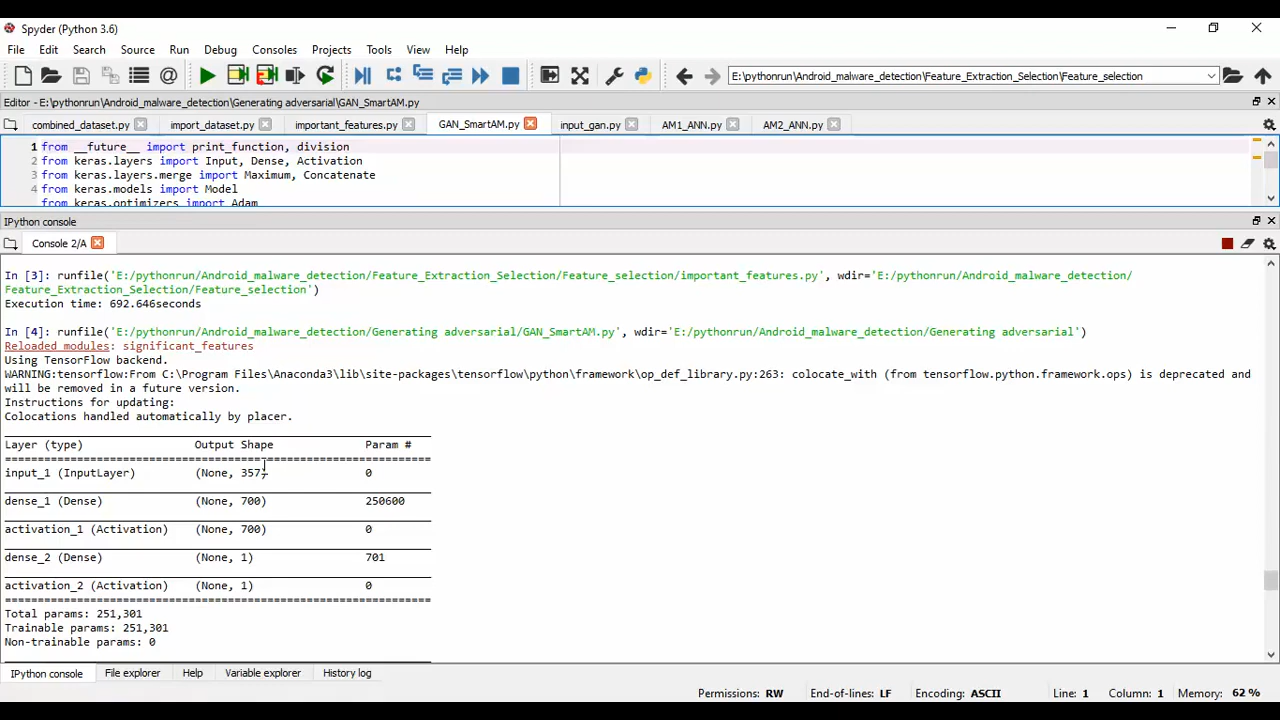 Spyder (Python 3.6)
File Edit Search Source Run Debug Consoles Projects Tools View Help
E:\pythonrun\Android_malware_detection\Feature_Extraction_Selection\Feature_selection
Editor - E:\pythonrun\Android_malware_detection\Generating adversarial\GAN_SmartAM.py
combined_dataset.py import_dataset.py important_features.py GAN_SmartAM.py input_gan.py AM1_ANN.py AM2_ANN.py
1 from __future__ import print_function, division
2 from keras.layers import Input, Dense, Activation
3 from keras.layers.merge import Maximum, Concatenate
4 from keras.models import Model
from keras.optimizers import Adam
IPython console
Console 2/A
In [3]: runfile('E:/pythonrun/Android_malware_detection/Feature_Extraction_Selection/Feature_selection/important_features.py', wdir='E:/pythonrun/Android_malware_detection/
Feature_Extraction_Selection/Feature_selection')
Execution time: 692.646seconds
In [4]: runfile('E:/pythonrun/Android_malware_detection/Generating adversarial/GAN_SmartAM.py', wdir='E:/pythonrun/Android_malware_detection/Generating adversarial')
Reloaded modules: significant_features
Using TensorFlow backend.
WARNING:tensorflow:From C:\Program Files\Anaconda3\lib\site-packages\tensorflow\python\framework\op_def_library.py:263: colocate_with (from tensorflow.python.framework.ops) is deprecated and
will be removed in a future version.
Instructions for updating:
Colocations handled automatically by placer.
Layer (type) Output Shape Param #
=================================================================
input_1 (InputLayer) (None, 357) 0
dense_1 (Dense) (None, 700) 250600
activation_1 (Activation) (None, 700) 0
dense_2 (Dense) (None, 1) 701
activation_2 (Activation) (None, 1) 0
=================================================================
Total params: 251,301
Trainable params: 251,301
Non-trainable params: 0
IPython console File explorer Help Variable explorer History log
Permissions: RW End-of-lines: LF Encoding: ASCII Line: 1 Column: 1 Memory: 62 %